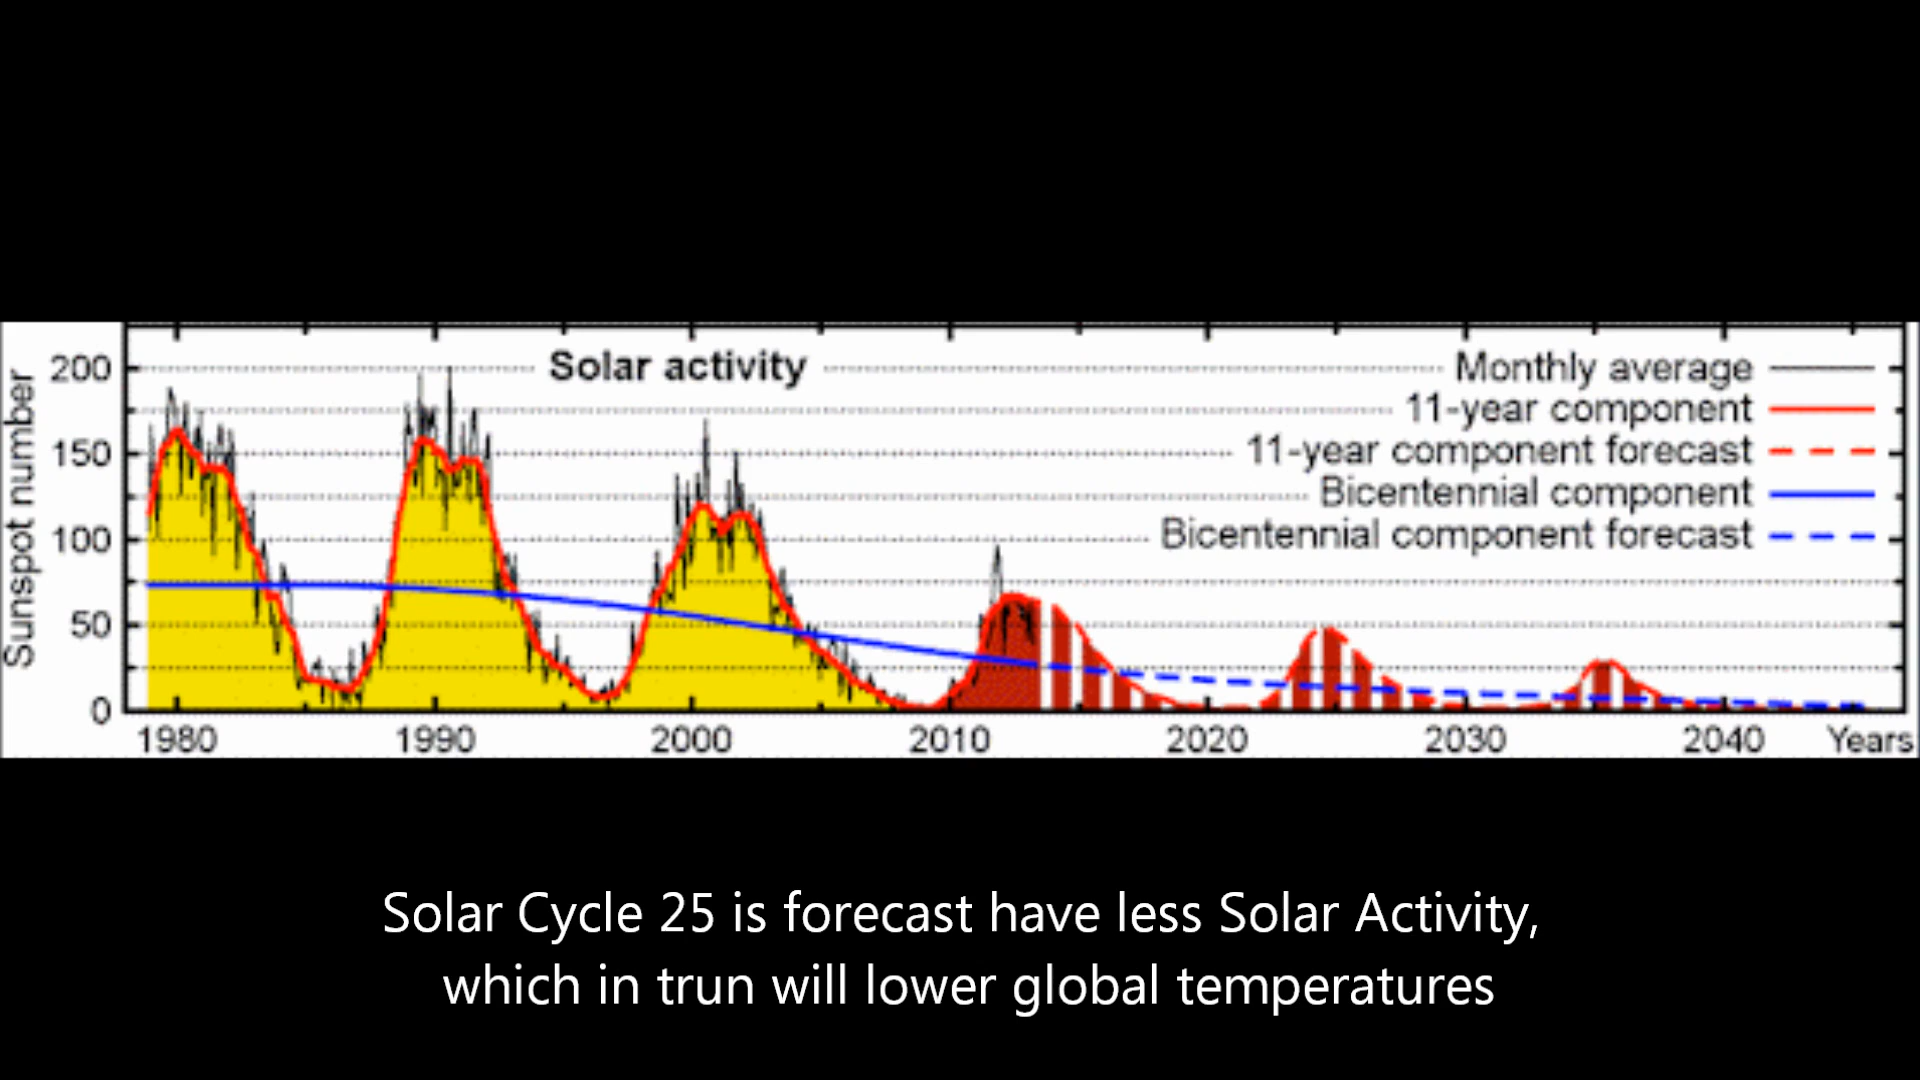 Solar activity
Monthly average
11-year component
11-year component forecast
Bicentennial component
Bicentennial component forecast
Sunspot number
200
150
100
50
0
1980 1990 2000 2010 2020 2030 2040 Years
Solar Cycle 25 is forecast have less Solar Activity,
which in trun will lower global temperatures